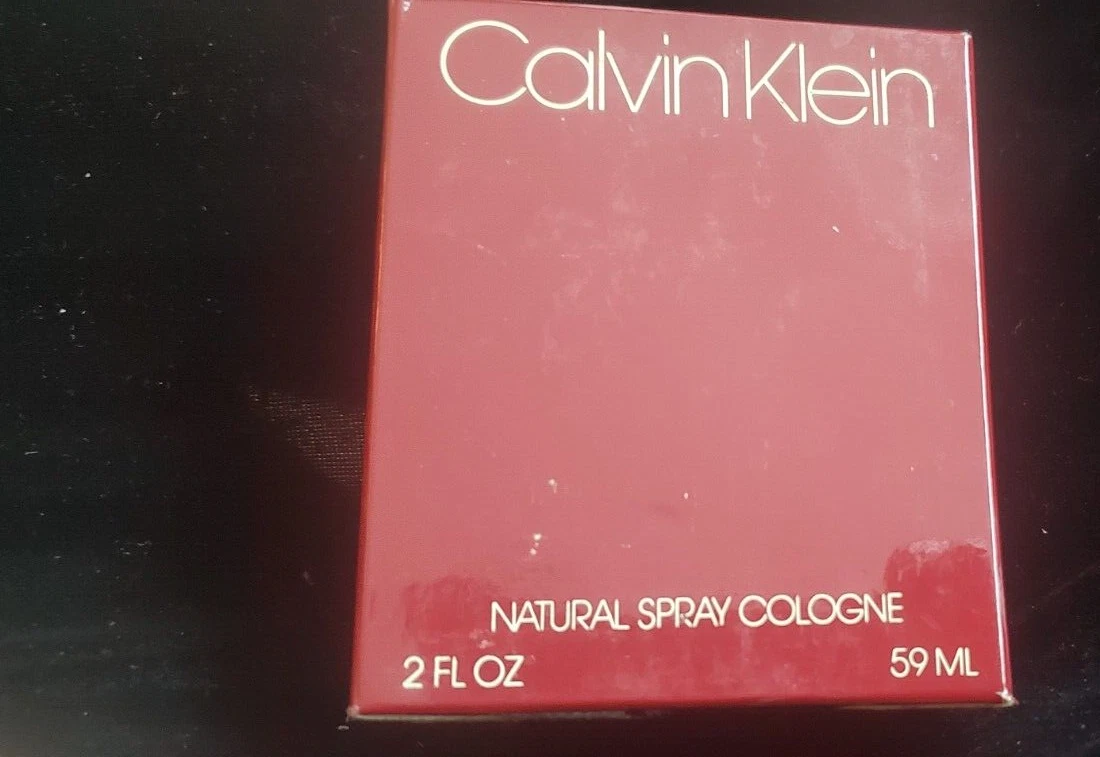 Calvin Klein
NATURAL SPRAY COLOGNE
2 FL OZ 59 ML